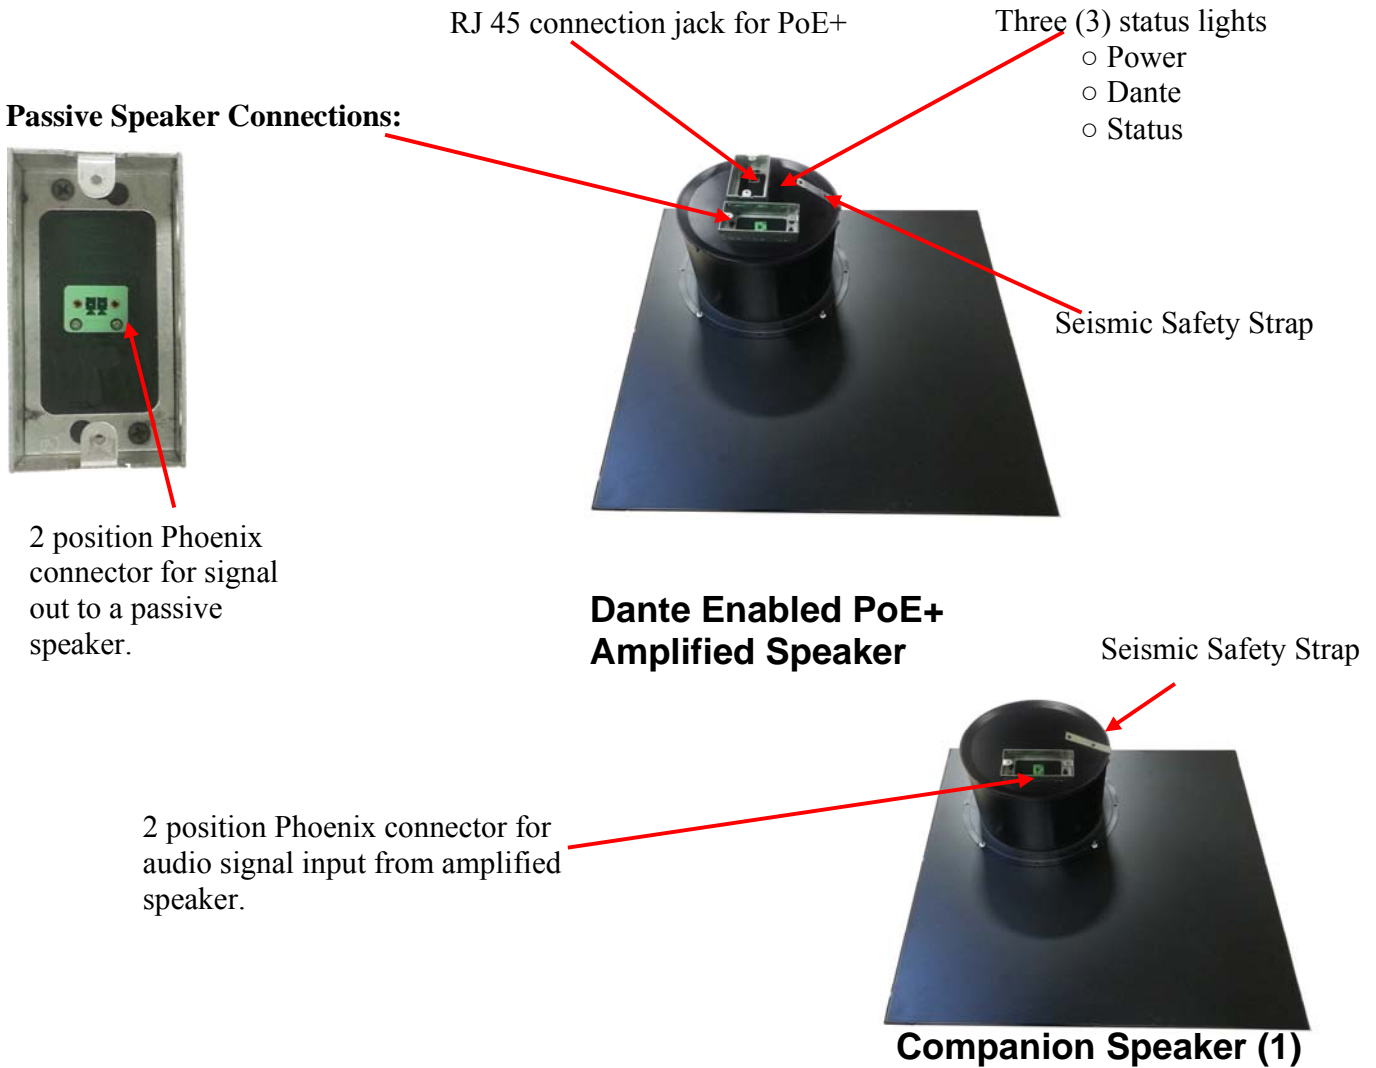 RJ 45 connection jack for PoE+
Three (3) status lights
○ Power
○ Dante
○ Status
Passive Speaker Connections:
Seismic Safety Strap
2 position Phoenix
connector for signal
out to a passive
speaker.
Dante Enabled PoE+
Amplified Speaker
Seismic Safety Strap
2 position Phoenix connector for
audio signal input from amplified
speaker.
Companion Speaker (1)